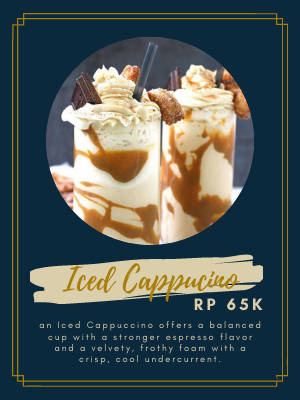 Iced Cappucino
RP 65K
an Iced Cappuccino offers a balanced
cup with a stronger espresso flavor
and a velvety, frothy foam with a
crisp, cool undercurrent.